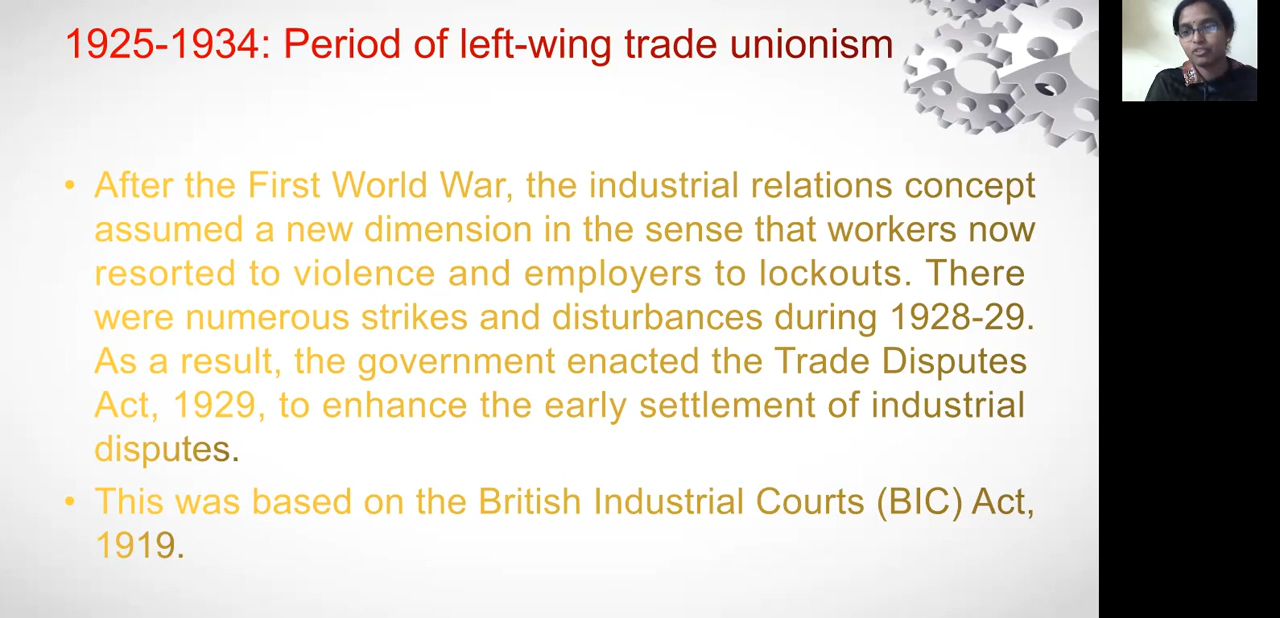 1925-1934: Period of left-wing trade unionism
• After the First World War, the industrial relations concept
assumed a new dimension in the sense that workers now
resorted to violence and employers to lockouts. There
were numerous strikes and disturbances during 1928-29.
As a result, the government enacted the Trade Disputes
Act, 1929, to enhance the early settlement of industrial
disputes.
• This was based on the British Industrial Courts (BIC) Act,
1919.